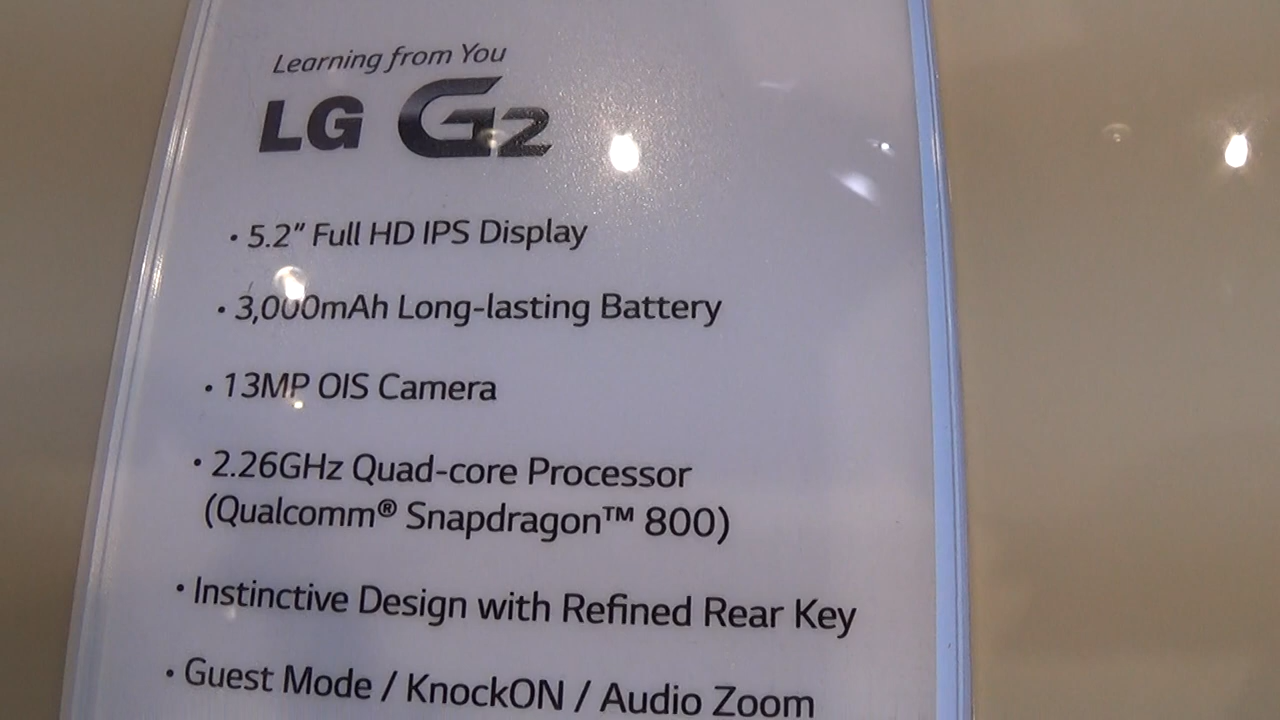 Learning from You
LG G2
· 5.2" Full HD IPS Display
· 3,000mAh Long-lasting Battery
· 13MP OIS Camera
· 2.26GHz Quad-core Processor
(Qualcomm® Snapdragon™ 800)
· Instinctive Design with Refined Rear Key
· Guest Mode / KnockON / Audio Zoom